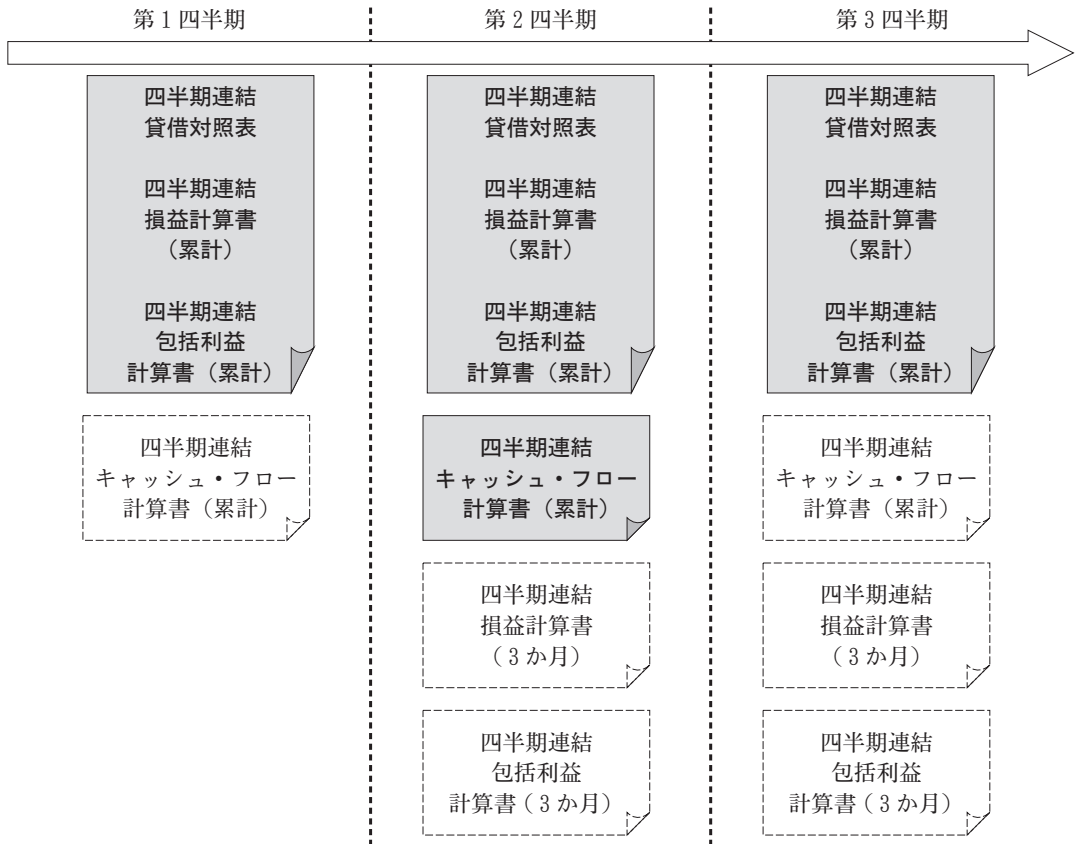 第1四半期
第2四半期
第3四半期
四半期連結
貸借対照表
四半期連結
損益計算書
（累計）
四半期連結
包括利益
計算書（累計）
四半期連結
キャッシュ・フロー
計算書（累計）
四半期連結
貸借対照表
四半期連結
損益計算書
（累計）
四半期連結
包括利益
計算書（累計）
四半期連結
キャッシュ・フロー
計算書（累計）
四半期連結
損益計算書
（3か月）
四半期連結
包括利益
計算書（3か月）
四半期連結
貸借対照表
四半期連結
損益計算書
（累計）
四半期連結
包括利益
計算書（累計）
四半期連結
キャッシュ・フロー
計算書（累計）
四半期連結
損益計算書
（3か月）
四半期連結
包括利益
計算書（3か月）